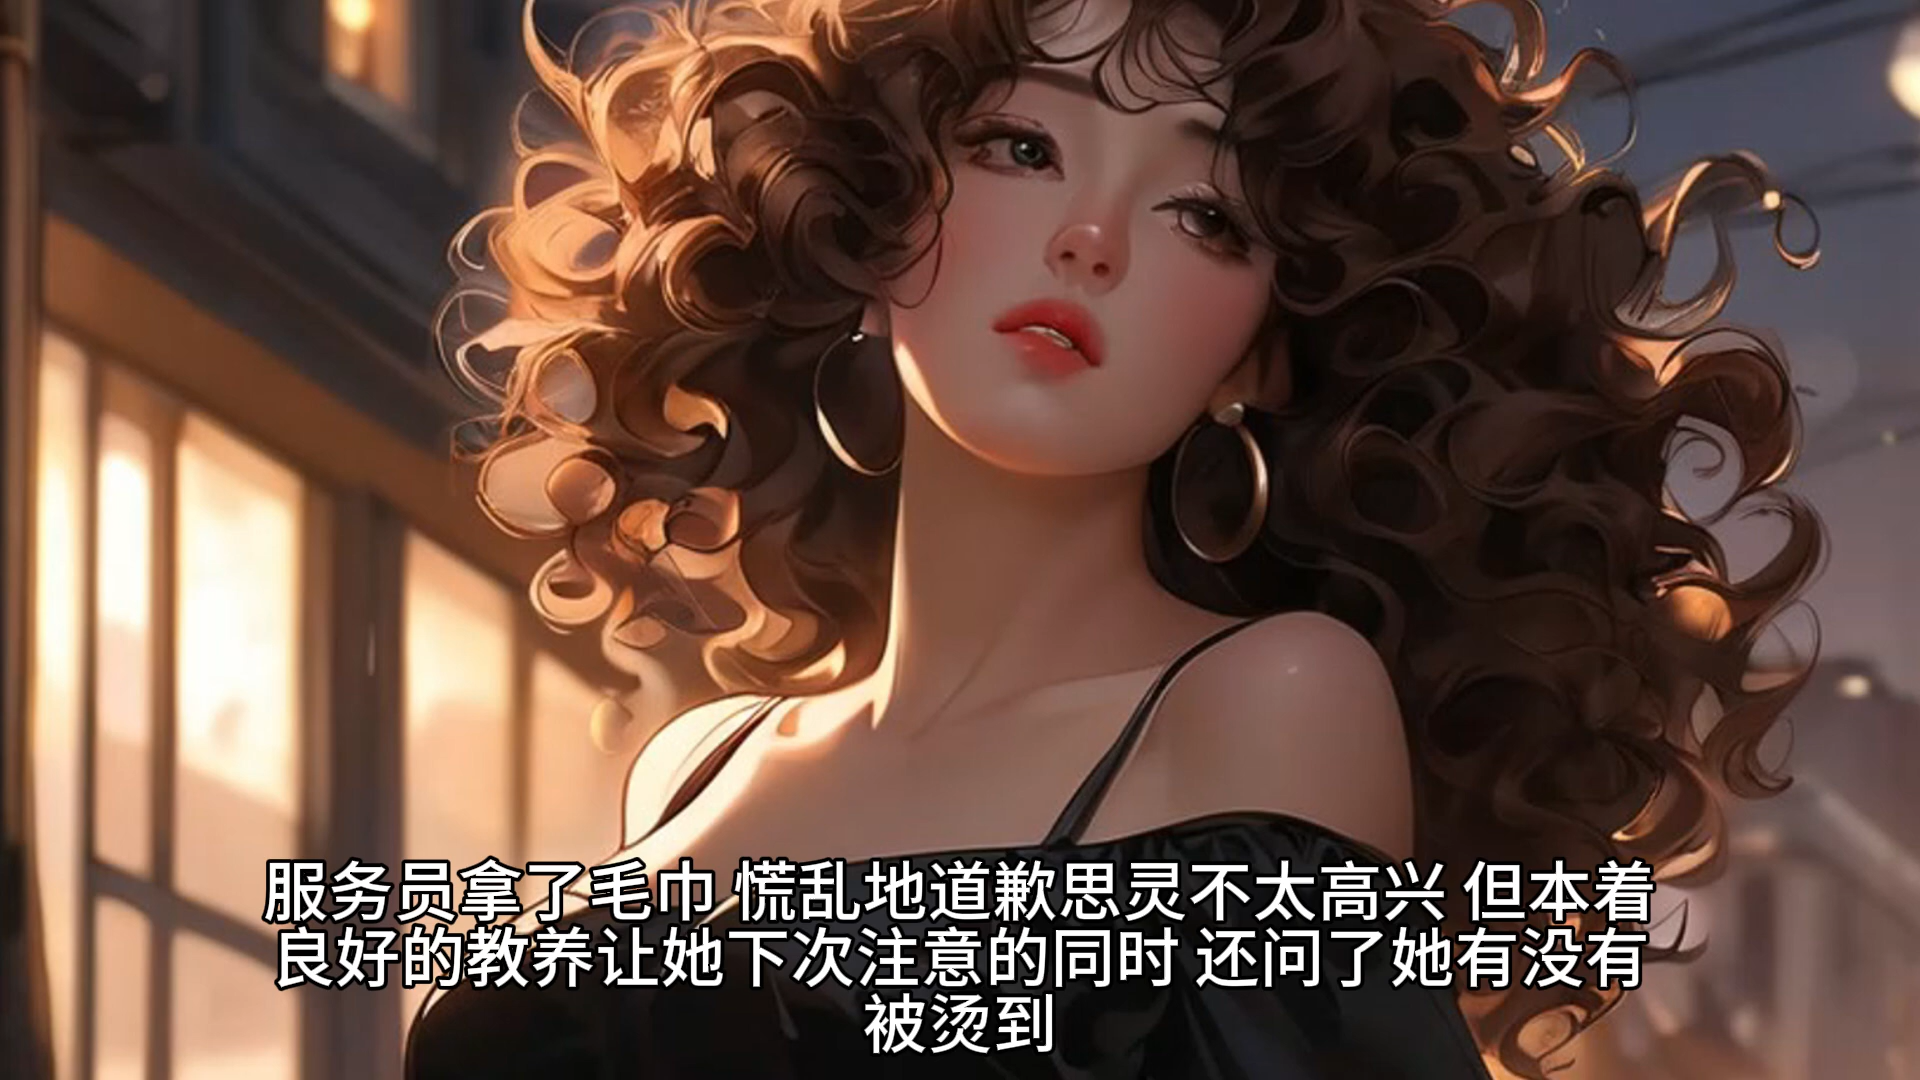 服务员拿了毛巾 慌乱地道歉思灵不太高兴 但本着
良好的教养让她下次注意的同时 还问了她有没有
被烫到